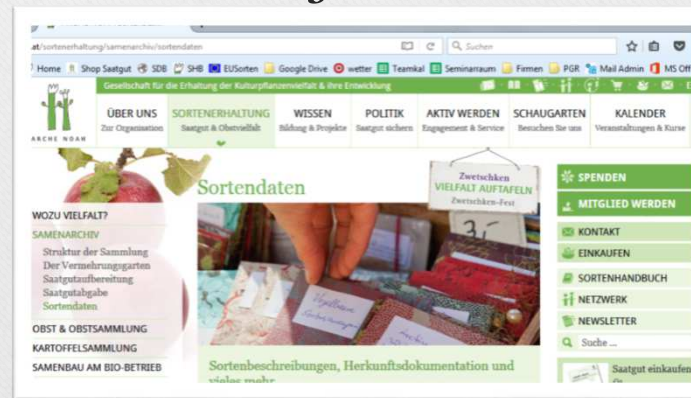 .at/sortenerhaltung/samenarchiv/sortendaten
Suchen
Home Shop Saatgut SDB SHB EUSorten Google Drive wetter Teamkal Seminarraum Firmen PGR Mail Admin MS Off
Gesellschaft für die Erhaltung der Kulturpflanzenvielfalt & ihre Entwicklung
ARCHE NOAH
ÜBER UNS SORTENERHALTUNG WISSEN POLITIK AKTIV WERDEN SCHAUGARTEN KALENDER
Zur Organisation Saatgut & Obstvielfalt Bildung & Projekte Saatgut sichern Engagement & Service Besuchen Sie uns Veranstaltungen & Kurse
Sortendaten
Zwetschken
VIELFALT AUFTAFELN
Zwetschken-Fest
WOZU VIELFALT?
SAMENARCHIV
Struktur der Sammlung
Der Vermehrungsgarten
Saatgutaufbereitung
Saatgutabgabe
Sortendaten
OBST & OBSTSAMMLUNG
KARTOFFELSAMMLUNG
SAMENBAU AM BIO-BETRIEB
Sortenbeschreibungen, Herkunftsdokumentation und
vieles mehr
SPENDEN
MITGLIED WERDEN
KONTAKT
EINKAUFEN
SORTENHANDBUCH
NETZWERK
NEWSLETTER
Suche ...
Saatgut einkaufen